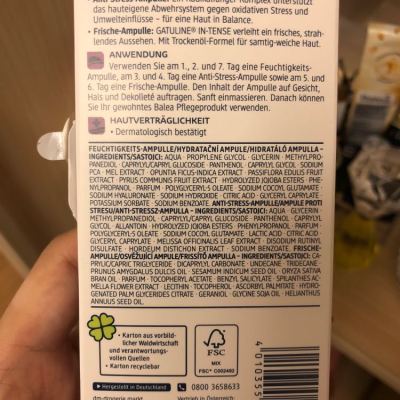 Anti-Stress-Ampulle:
das hauteigene Abwehrsystem gegen oxidativen Stress und
Umwelteinflüsse – für eine Haut in Balance.
• Frische-Ampulle: GATULINE® IN-TENSE verleiht ein frisches, strah-
lendes Aussehen. Mit Trockenöl-Formel für samtig-weiche Haut.
ANWENDUNG
Verwenden Sie am 1., 2. und 7. Tag eine Feuchtigkeits-
Ampulle, am 3. und 4. Tag eine Anti-Stress-Ampulle sowie am 5.
und 6. Tag eine Frische-Ampulle. Den Inhalt der Ampulle auf Gesicht,
Hals und Dekolleté auftragen. Sanft einmassieren. Danach können
Sie Ihr gewohntes Balea Pflegeprodukt verwenden.
HAUTVERTRÄGLICHKEIT
• Dermatologisch bestätigt
FEUCHTIGKEITS-AMPULLE/HYDRATAČNÍ AMPULE/HIDRATÁLÓ AMPULLA –
INGREDIENTS/SASTOJCI: AQUA · PROPYLENE GLYCOL · GLYCERIN · METHYLPRO-
PANEDIOL · CAPRYLYL/CAPRYL GLUCOSIDE · PANTHENOL · CAPRYLYL GLYCOL · SODIUM
PCA · MEL EXTRACT · OPUNTIA FICUS-INDICA EXTRACT · PASSIFLORA EDULIS FRUIT
EXTRACT · PYRUS COMMUNIS FRUIT EXTRACT · HYDROLYZED JOJOBA ESTERS · PHE-
NYLPROPANOL · PARFUM · POLYGLYCERYL-5 OLEATE · SODIUM COCOYL GLUTAMATE
· SODIUM HYALURONATE · SODIUM HYDROXIDE · CITRIC ACID · GLYCERYL CAPRYLATE ·
POTASSIUM SORBATE · SODIUM BENZOATE. ANTI-STRESS-AMPULLE/AMPULE PROTI
STRESU/ANTI-STRESSZ-AMPULLA – INGREDIENTS/SASTOJCI: AQUA · GLYCERIN ·
METHYLPROPANEDIOL · CAPRYLYL/CAPRYL GLUCOSIDE · PANTHENOL · CAPRYLYL
GLYCOL · ALLANTOIN · HYDROLYZED JOJOBA ESTERS · PHENYLPROPANOL · PARFUM ·
POLYGLYCERYL-5 OLEATE · SODIUM COCOYL GLUTAMATE · LACTIC ACID · CITRIC ACID ·
GLYCERYL CAPRYLATE · MELISSA OFFICINALIS LEAF EXTRACT · DISODIUM RUTINYL
DISULFATE · HORDEUM DISTICHON EXTRACT · SODIUM BENZOATE. FRISCHE-
AMPULLE/OSVĚŽUJÍCÍ AMPULE/FRISSÍTŐ AMPULLA – INGREDIENTS/SASTOJCI: CA-
PRYLIC/CAPRIC TRIGLYCERIDE · DICAPRYLYL CARBONATE · UNDECANE · TRIDECANE ·
PRUNUS AMYGDALUS DULCIS OIL · SESAMUM INDICUM SEED OIL · ORYZA SATIVA
BRAN OIL · PARFUM · TOCOPHERYL ACETATE · BENZYL SALICYLATE · SPILANTHES AC-
MELLA FLOWER EXTRACT · LECITHIN · TOCOPHEROL · ASCORBYL PALMITATE · HYDRO-
GENATED PALM GLYCERIDES CITRATE · GERANIOL · GLYCINE SOJA OIL · HELIANTHUS
ANNUUS SEED OIL.
• Karton aus vorbild-
licher Waldwirtschaft
und verantwortungs-
vollen Quellen
• Karton recyclebar
FSC
MIX
FSC® C002492
Hergestellt in Deutschland
0800 3658633
dm-drogerie markt
Vertrieb in Österreich: